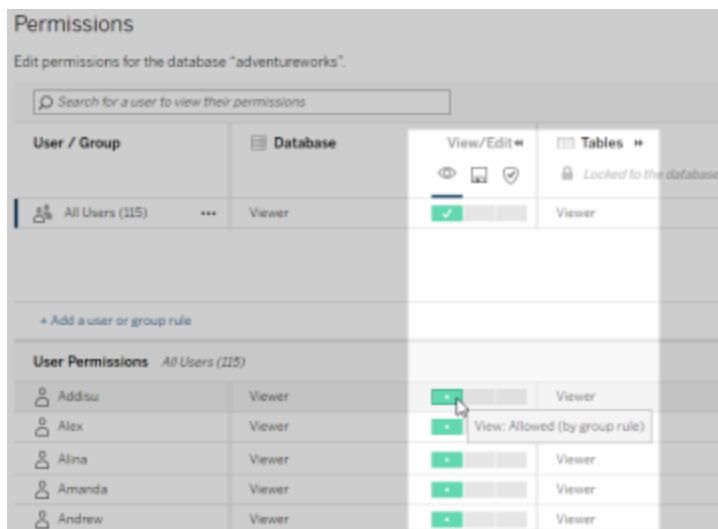 Permissions
Edit permissions for the database "adventureworks".
Search for a user to view their permissions
User / Group Database View/Edit Tables
Locked to the database
All Users (115) ••• Viewer Viewer
+ Add a user or group rule
User Permissions All Users (115)
Addisu Viewer Viewer
Alex Viewer View: Allowed (by group rule)
Alina Viewer Viewer
Amanda Viewer Viewer
Andrew Viewer Viewer